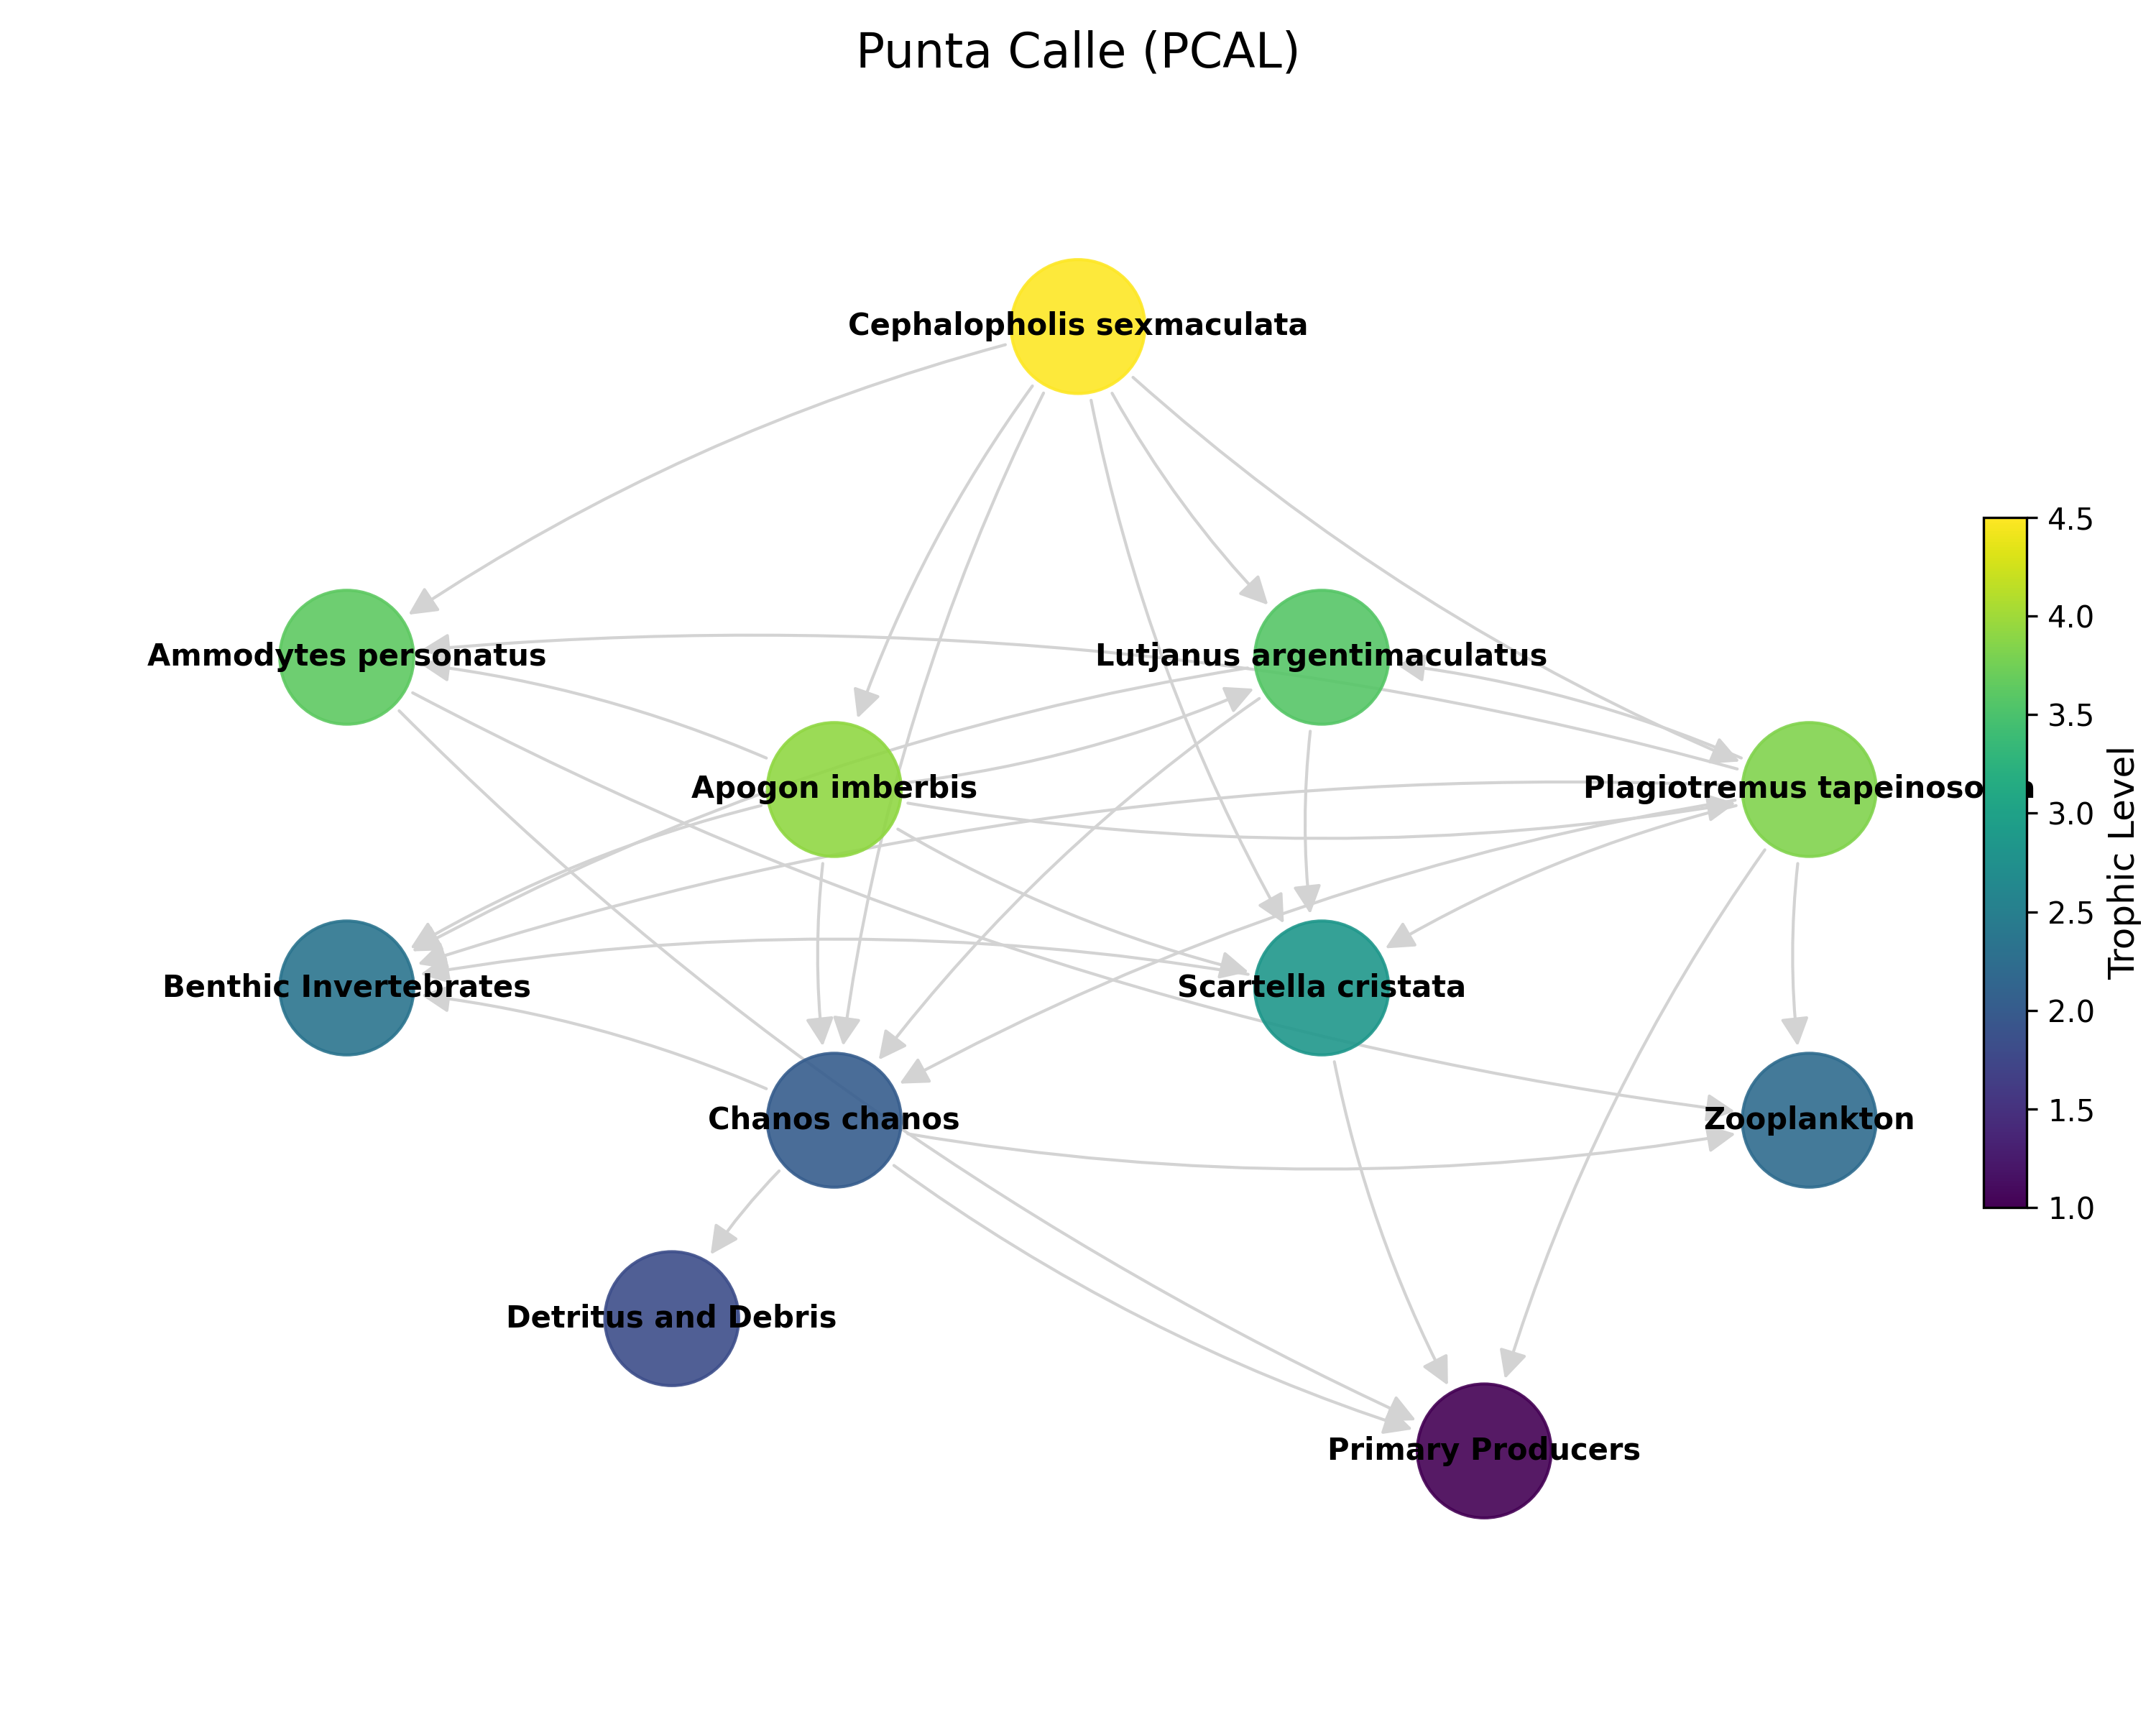 Punta Calle (PCAL)
Cephalopholis sexmaculata
Ammodytes personatus
Lutjanus argentimaculatus
Apogon imberbis
Plagiotremus tapeinosoma
Benthic Invertebrates
Scartella cristata
Chanos chanos
Zooplankton
Detritus and Debris
Primary Producers
4.5
4.0
3.5
3.0
2.5
2.0
1.5
1.0
Trophic Level